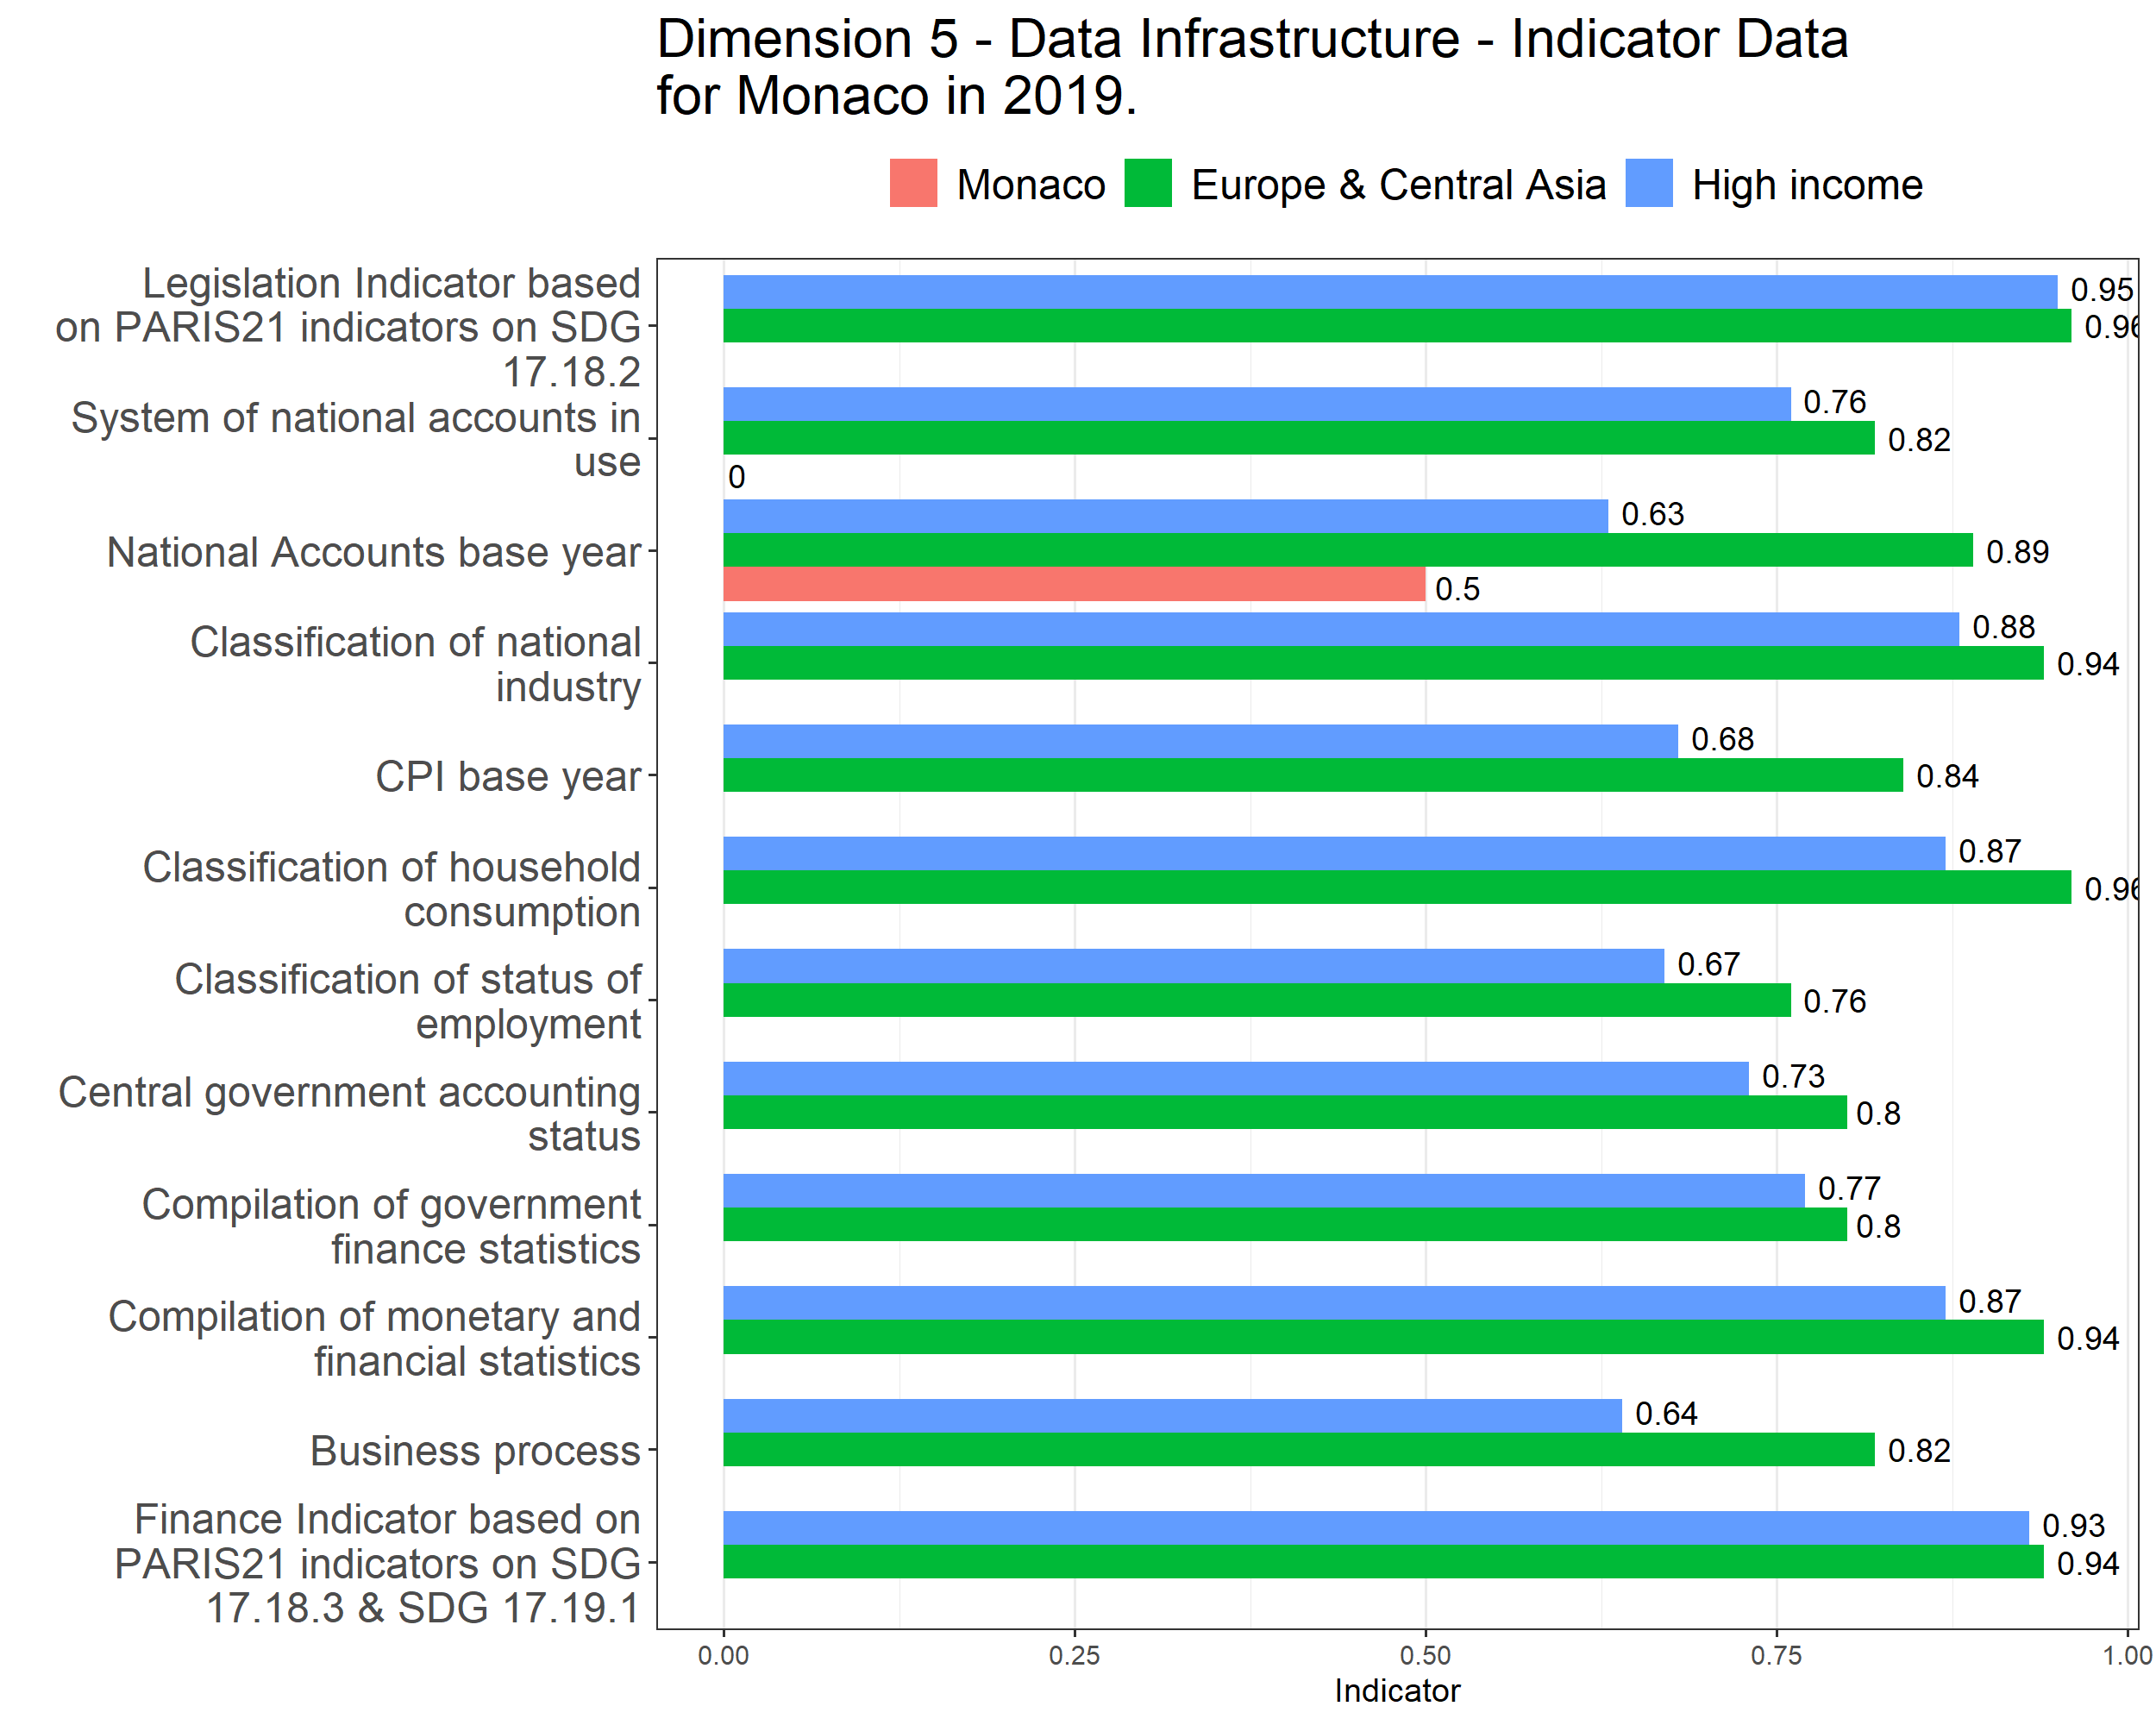 Dimension 5 - Data Infrastructure - Indicator Data
for Monaco in 2019.
Monaco Europe & Central Asia High income
Legislation Indicator based
on PARIS21 indicators on SDG
17.18.2
0.95
0.96
System of national accounts in
use
0.76
0.82
0
National Accounts base year
0.63
0.89
0.5
Classification of national
industry
0.88
0.94
CPI base year
0.68
0.84
Classification of household
consumption
0.87
0.96
Classification of status of
employment
0.67
0.76
Central government accounting
status
0.73
0.8
Compilation of government
finance statistics
0.77
0.8
Compilation of monetary and
financial statistics
0.87
0.94
Business process
0.64
0.82
Finance Indicator based on
PARIS21 indicators on SDG
17.18.3 & SDG 17.19.1
0.93
0.94
0.00 0.25 0.50 0.75 1.00
Indicator